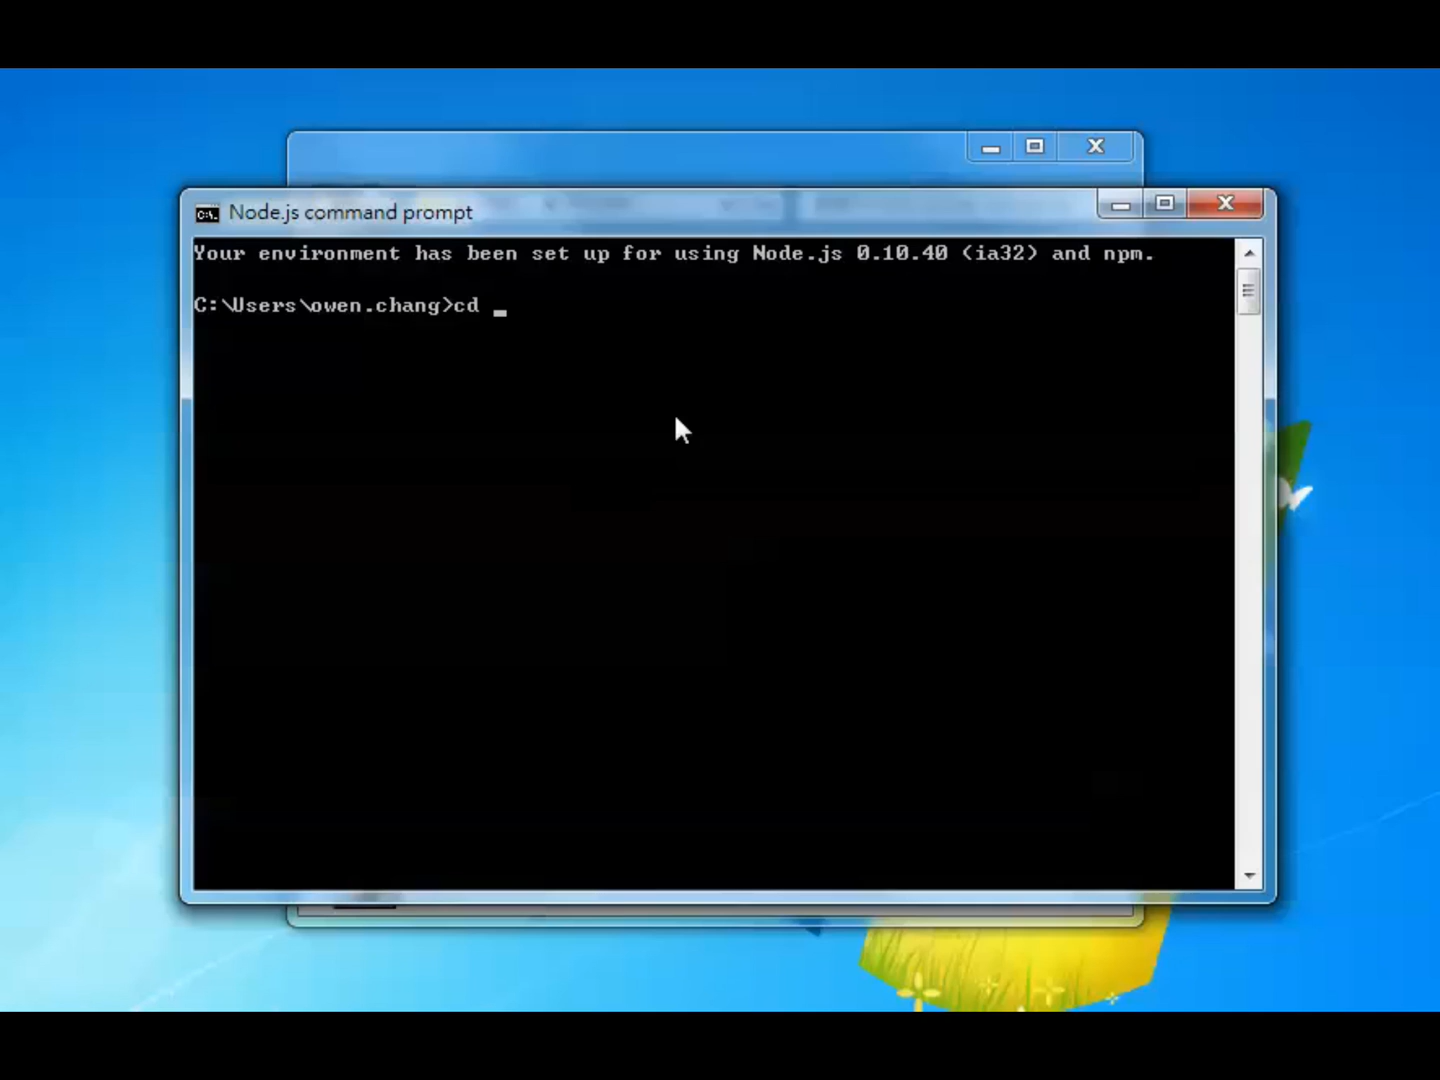 Node.js command prompt
Your environment has been set up for using Node.js 0.10.40 (ia32) and npm.
C:\Users\owen.chang>cd _